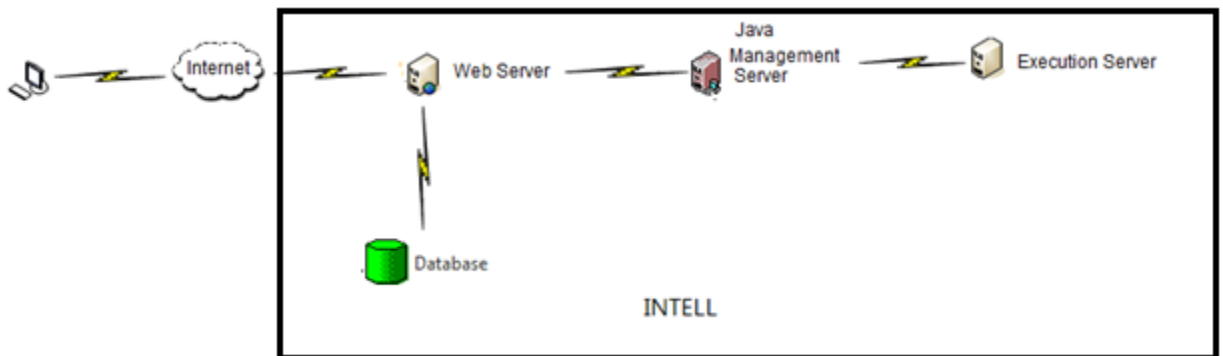 Internet
Web Server
Java
Management
Server
Execution Server
Database
INTELL